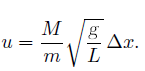 u = \frac{M}{m} \sqrt{\frac{g}{L}} \Delta x.